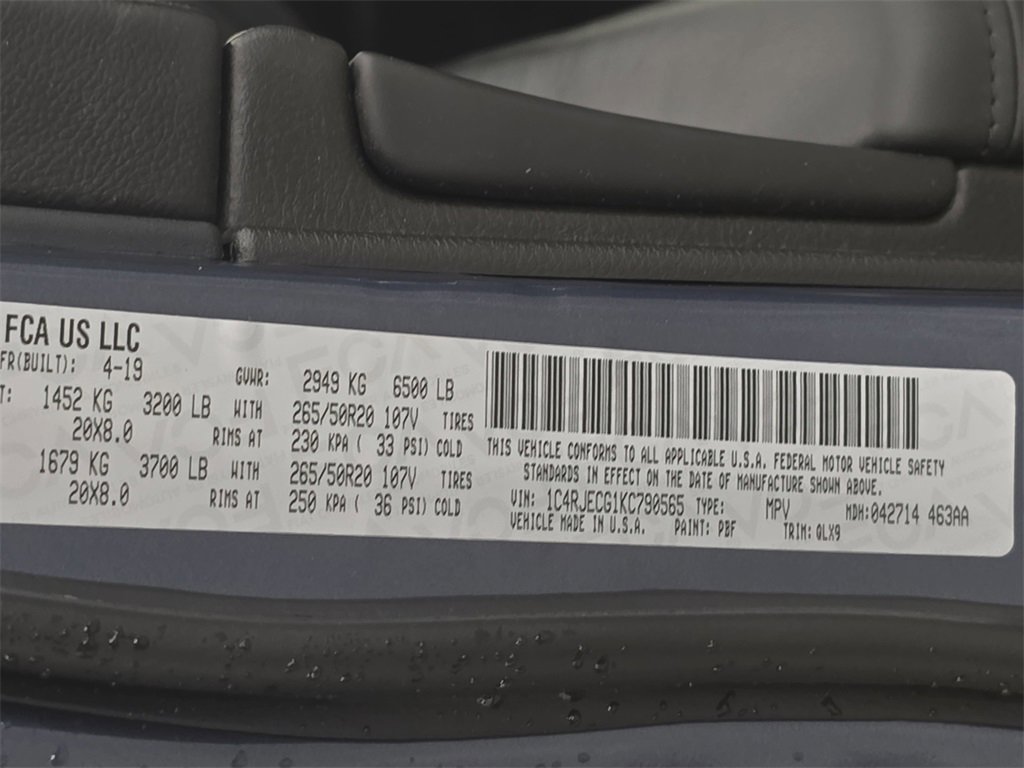 FCA US LLC
FR(BUILT): 4-19 GVWR: 2949 KG 6500 LB
T: 1452 KG 3200 LB WITH 265/50R20 107V TIRES
20X8.0 RIMS AT 230 KPA ( 33 PSI) COLD
1679 KG 3700 LB WITH 265/50R20 107V TIRES
20X8.0 RIMS AT 250 KPA ( 36 PSI) COLD
THIS VEHICLE CONFORMS TO ALL APPLICABLE U.S.A. FEDERAL MOTOR VEHICLE SAFETY
STANDARDS IN EFFECT ON THE DATE OF MANUFACTURE SHOWN ABOVE.
VIN: 1C4RJECG1KC790565 TYPE: MPV MDH:042714 463AA
VEHICLE MADE IN U.S.A. PAINT: PBF TRIM: QLX9